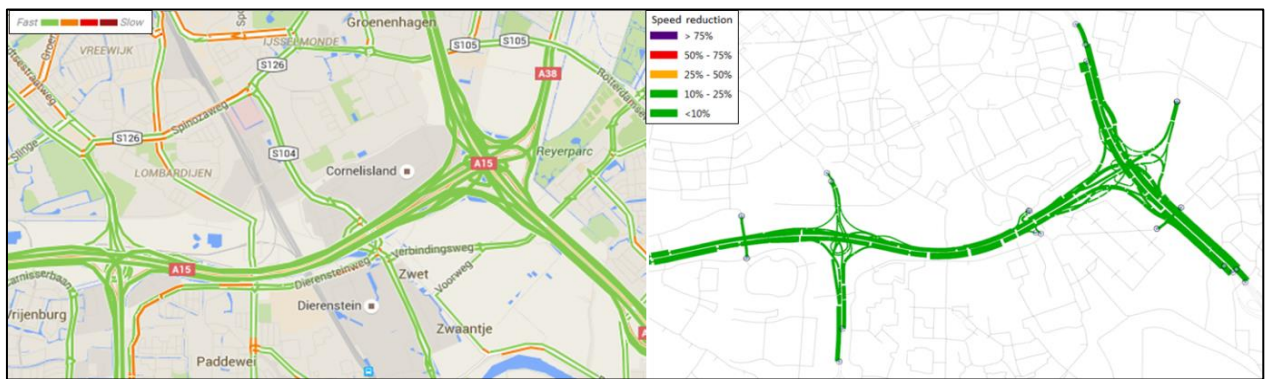 Fast Slow
Groenenhagen
VREEWIJK
IJSSELMONDE
S105
S105
S126
A38
Spinozaweg
S126
Slinge
S104
LOMBARDIJEN
Cornelisland
A15
Reyerparc
A15
Dierensteinweg
Verbindingsweg
Zwet
Voorweg
Vrijenburg
Dierenstein
Zwaantje
Paddewei
Speed reduction
> 75%
50% - 75%
25% - 50%
10% - 25%
<10%